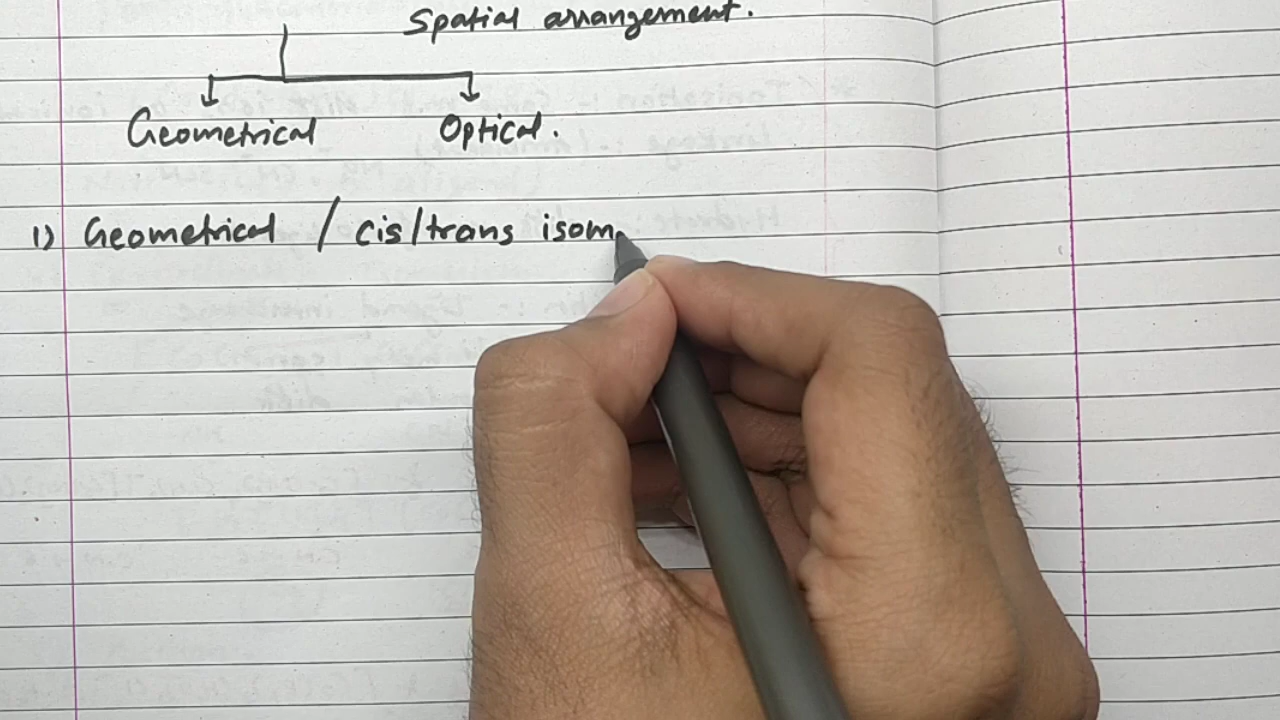 Spatial arrangement.
Geometrical Optical.
1) Geometrical / cis/trans isom